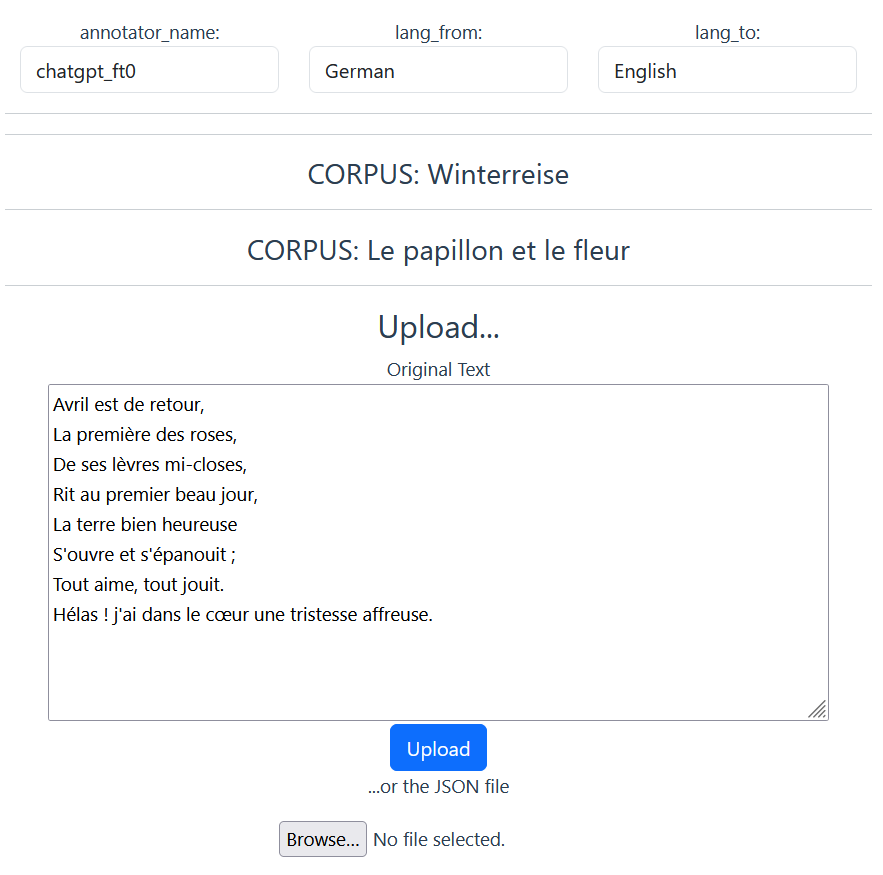 annotator_name:
lang_from:
lang_to:
chatgpt_ft0
German
English
CORPUS: Winterreise
CORPUS: Le papillon et le fleur
Upload...
Original Text
Avril est de retour,
La première des roses,
De ses lèvres mi-closes,
Rit au premier beau jour,
La terre bien heureuse
S'ouvre et s'épanouit ;
Tout aime, tout jouit.
Hélas ! j'ai dans le cœur une tristesse affreuse.
Upload
...or the JSON file
Browse... No file selected.